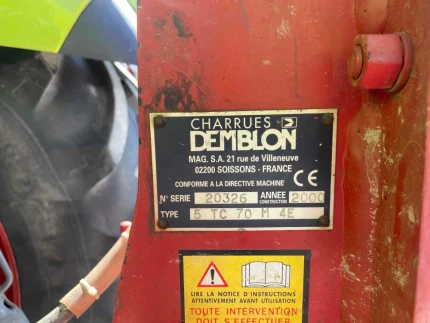 CHARRUES
DEMBLON
MAG. S.A. 21 rue de Villeneuve
02200 SOISSONS - FRANCE
CONFORME A LA DIRECTIVE MACHINE CE
N° SERIE 20326 ANNEE CONSTRUCTION 2000
TYPE 5 TC 70 M 4E
LIRE LA NOTICE D'INSTRUCTIONS
ATTENTIVEMENT AVANT UTILISATION
TOUTE INTERVENTION
DOIT S'EFFECTUER